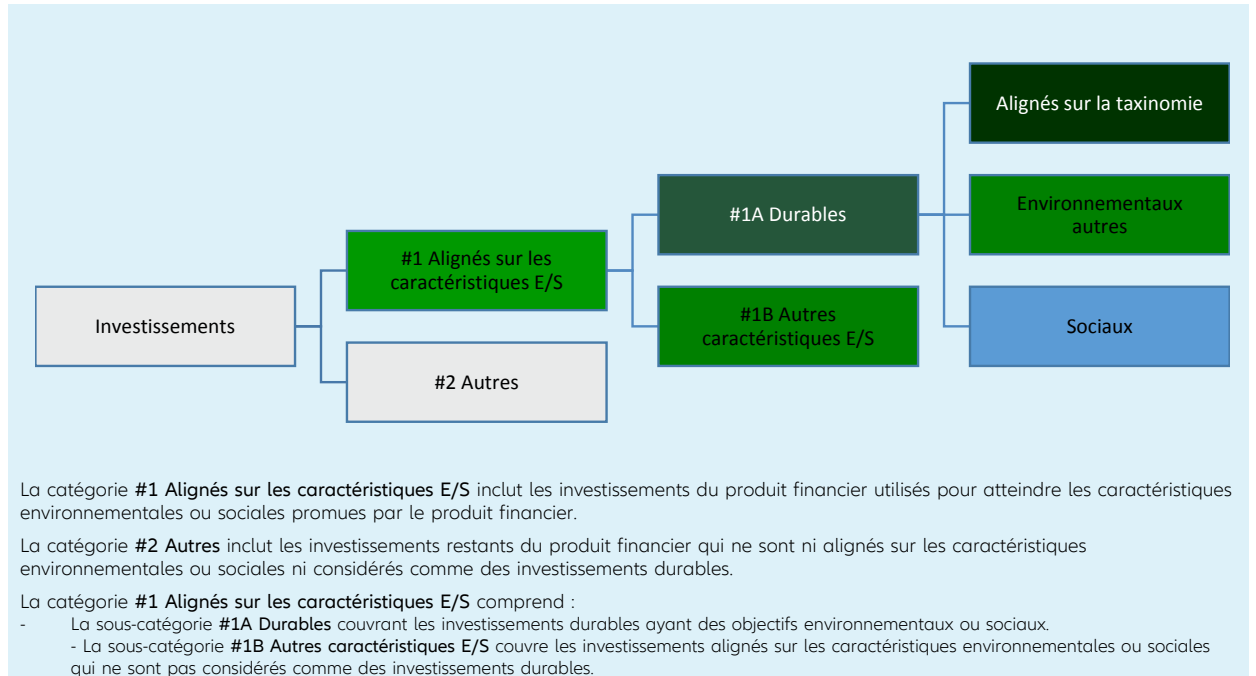 Alignés sur la taxinomie
#1A Durables
Environnementaux
autres
#1 Alignés sur les
caractéristiques E/S
Investissements
#1B Autres
caractéristiques E/S
Sociaux
#2 Autres
La catégorie #1 Alignés sur les caractéristiques E/S inclut les investissements du produit financier utilisés pour atteindre les caractéristiques
environnementales ou sociales promues par le produit financier.
La catégorie #2 Autres inclut les investissements restants du produit financier qui ne sont ni alignés sur les caractéristiques
environnementales ou sociales ni considérés comme des investissements durables.
La catégorie #1 Alignés sur les caractéristiques E/S comprend :
- La sous-catégorie #1A Durables couvrant les investissements durables ayant des objectifs environnementaux ou sociaux.
- La sous-catégorie #1B Autres caractéristiques E/S couvre les investissements alignés sur les caractéristiques environnementales ou sociales
qui ne sont pas considérés comme des investissements durables.